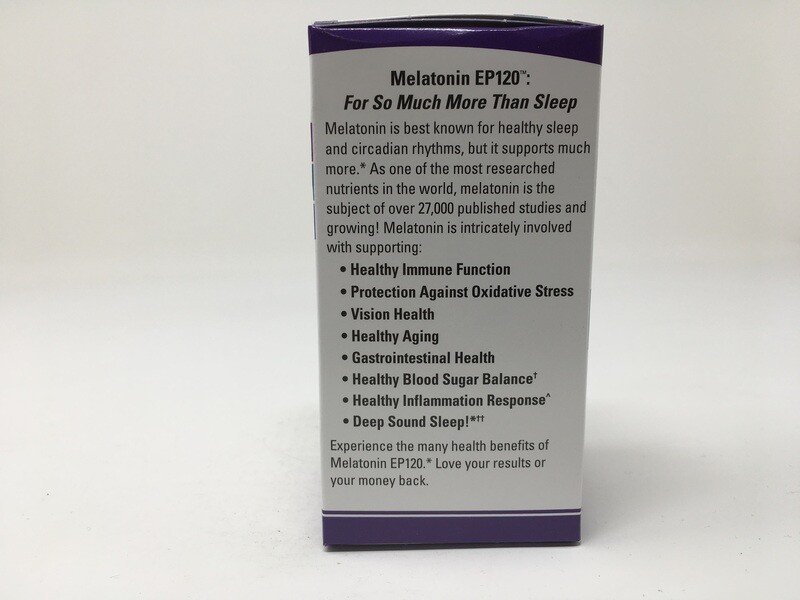 Melatonin EP120™:
For So Much More Than Sleep
Melatonin is best known for healthy sleep
and circadian rhythms, but it supports much
more.* As one of the most researched
nutrients in the world, melatonin is the
subject of over 27,000 published studies and
growing! Melatonin is intricately involved
with supporting:
• Healthy Immune Function
• Protection Against Oxidative Stress
• Vision Health
• Healthy Aging
• Gastrointestinal Health
• Healthy Blood Sugar Balance†
• Healthy Inflammation Response^
• Deep Sound Sleep!*††
Experience the many health benefits of
Melatonin EP120.* Love your results or
your money back.